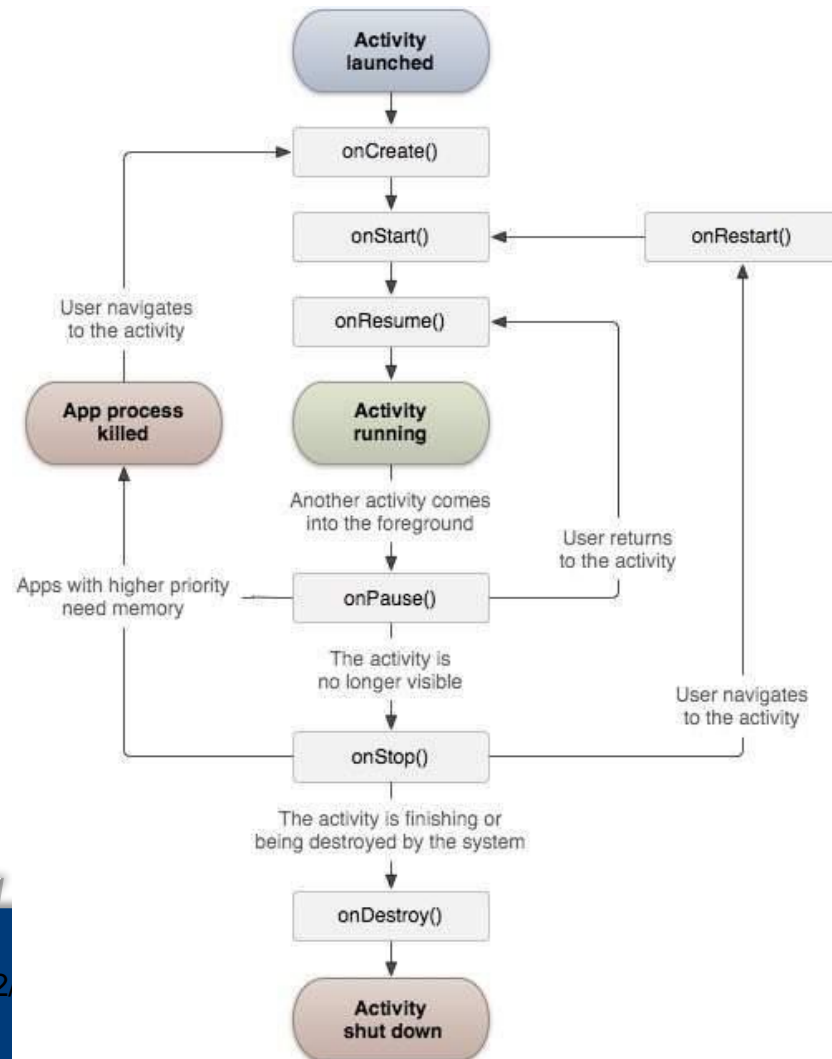 Activity
launched
onCreate()
onStart()
onRestart()
onResume()
User navigates
to the activity
App process
killed
Activity
running
Another activity comes
into the foreground
User returns
to the activity
Apps with higher priority
need memory
onPause()
The activity is
no longer visible
User navigates
to the activity
onStop()
The activity is finishing or
being destroyed by the system
onDestroy()
2/
Activity
shut down